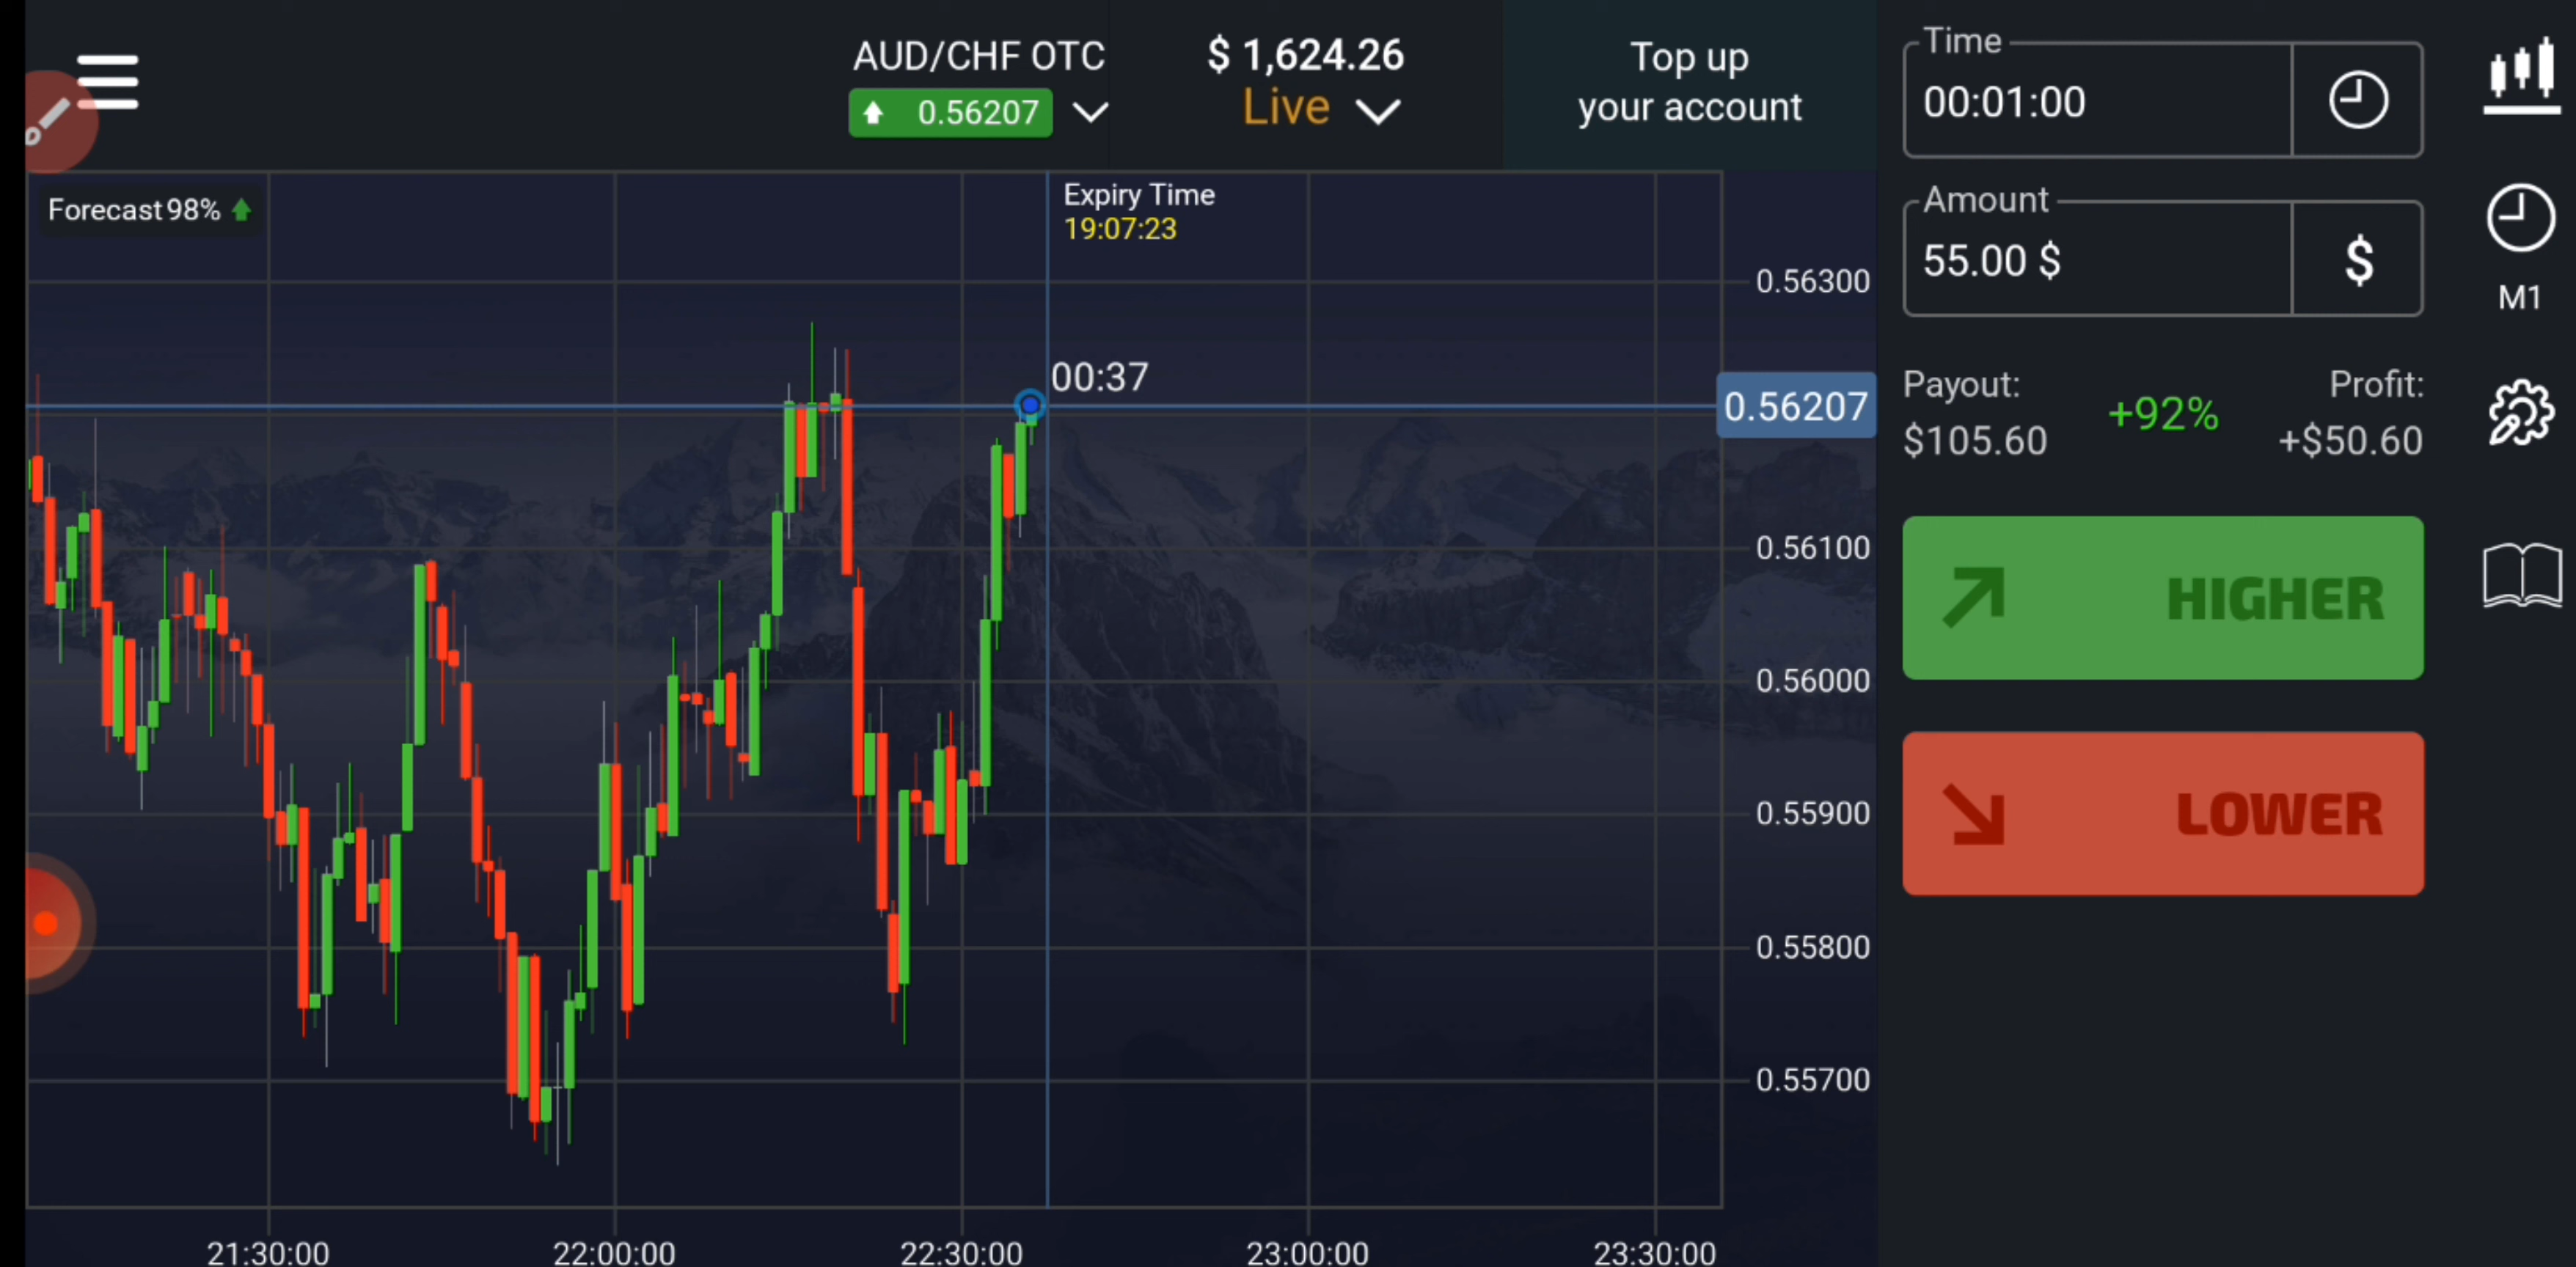 AUD/CHF OTC
0.56207
$ 1,624.26
Live
Top up
your account
Time
00:01:00
Forecast 98%
Expiry Time
19:07:23
Amount
55.00 $
$
M1
00:37
0.56300
0.56207
0.56100
0.56000
0.55900
0.55800
0.55700
Payout:
$105.60
+92%
Profit:
+$50.60
HIGHER
LOWER
21:30:00
22:00:00
22:30:00
23:00:00
23:30:00